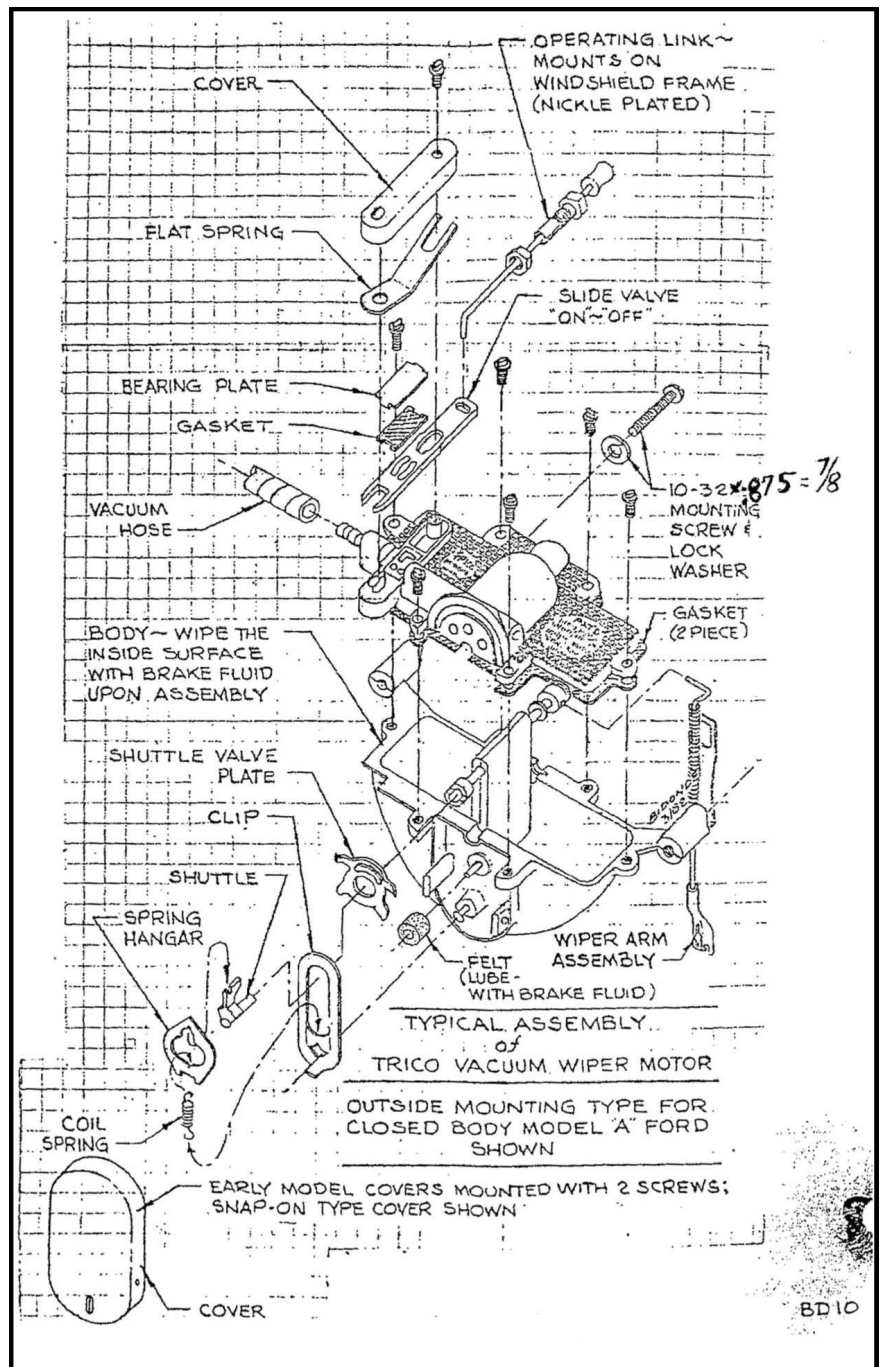 OPERATING LINK~
MOUNTS ON
WINDSHIELD FRAME
(NICKLE PLATED)
COVER
FLAT SPRING
SLIDE VALVE
"ON"~"OFF"
BEARING PLATE
GASKET
10-32x.875 = 7/8
MOUNTING
SCREW &
LOCK
WASHER
VACUUM
HOSE
GASKET
(2 PIECE)
BODY~ WIPE THE
INSIDE SURFACE
WITH BRAKE FLUID
UPON ASSEMBLY
SHUTTLE VALVE
PLATE
CLIP
SHUTTLE
SPRING
HANGAR
WIPER ARM
ASSEMBLY
FELT
(LUBE-
WITH BRAKE FLUID)
TYPICAL ASSEMBLY
of
TRICO VACUUM WIPER MOTOR
OUTSIDE MOUNTING TYPE FOR
CLOSED BODY MODEL "A" FORD
SHOWN
COIL
SPRING
EARLY MODEL COVERS MOUNTED WITH 2 SCREWS;
SNAP-ON TYPE COVER SHOWN
COVER
BD10